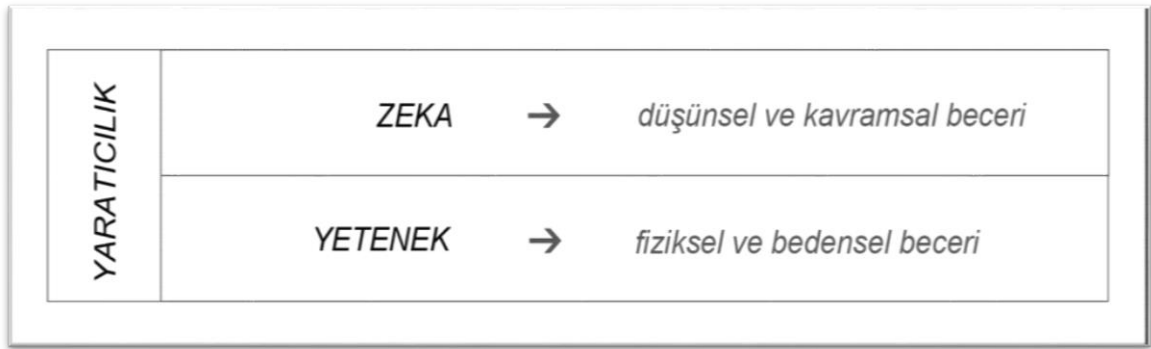 YARATICILIK
ZEKA → düşünsel ve kavramsal beceri
YETENEK → fiziksel ve bedensel beceri